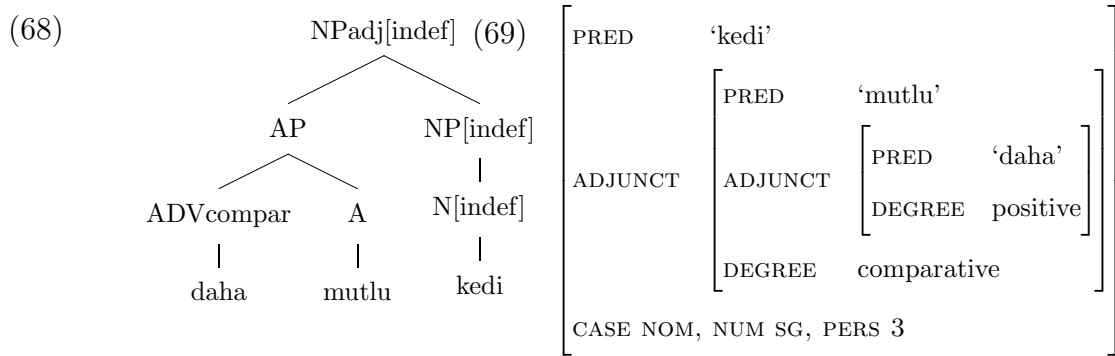 (68)
NPadj[indef]
AP NP[indef]
ADVcompar A N[indef]
daha mutlu kedi
(69)
PRED ‘kedi’
PRED ‘mutlu’
PRED ‘daha’
ADJUNCT ADJUNCT
DEGREE positive
DEGREE comparative
CASE NOM, NUM SG, PERS 3